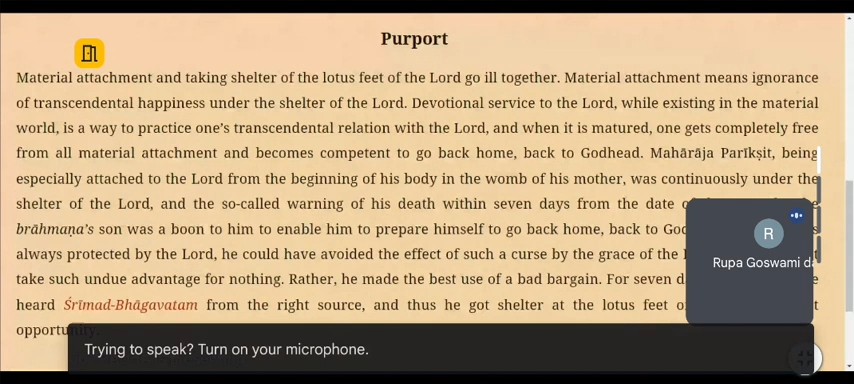 Purport
Material attachment and taking shelter of the lotus feet of the Lord go ill together. Material attachment means ignorance
of transcendental happiness under the shelter of the Lord. Devotional service to the Lord, while existing in the material
world, is a way to practice one's transcendental relation with the Lord, and when it is matured, one gets completely free
from all material attachment and becomes competent to go back home, back to Godhead. Mahārāja Parīkṣit, being
especially attached to the Lord from the beginning of his body in the womb of his mother, was continuously under the
shelter of the Lord, and the so-called warning of his death within seven days from the date
brāhmaṇa's son was a boon to him to enable him to prepare himself to go back home, back to
always protected by the Lord, he could have avoided the effect of such a curse by the grace of the
take such undue advantage for nothing. Rather, he made the best use of a bad bargain. For seven
heard Śrīmad-Bhāgavatam from the right source, and thus he got shelter at the lotus feet
R
Rupa Goswami
Trying to speak? Turn on your microphone.